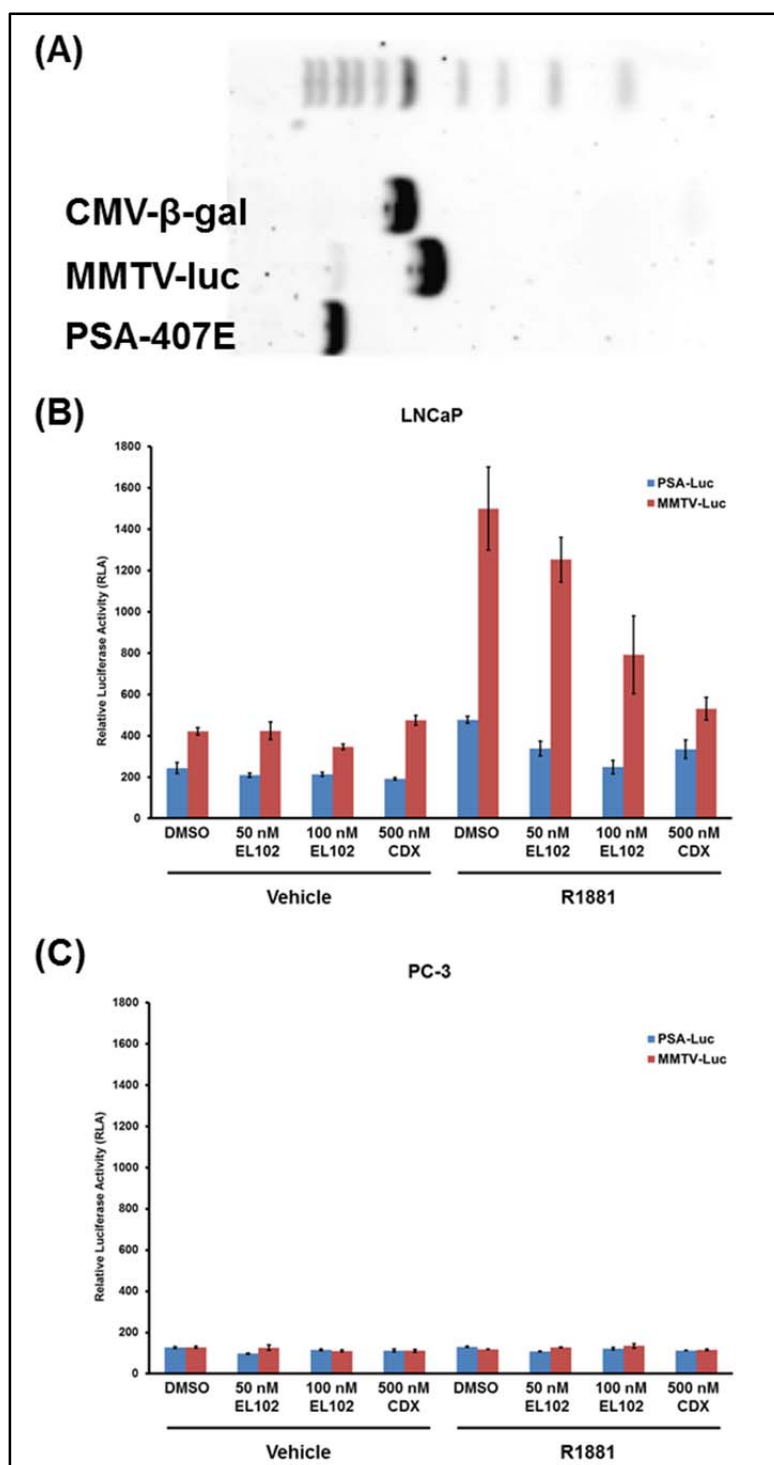 (A)
CMV-β-gal
MMTV-luc
PSA-407E
(B)
LNCaP
Relative Luciferase Activity (RLA)
1800
1600
1400
1200
1000
800
600
400
200
0
PSA-Luc
MMTV-Luc
DMSO 50 nM 100 nM 500 nM DMSO 50 nM 100 nM 500 nM
EL102 EL102 CDX EL102 EL102 CDX
Vehicle R1881
(C)
PC-3
Relative Luciferase Activity (RLA)
1800
1600
1400
1200
1000
800
600
400
200
0
PSA-Luc
MMTV-Luc
DMSO 50 nM 100 nM 500 nM DMSO 50 nM 100 nM 500 nM
EL102 EL102 CDX EL102 EL102 CDX
Vehicle R1881